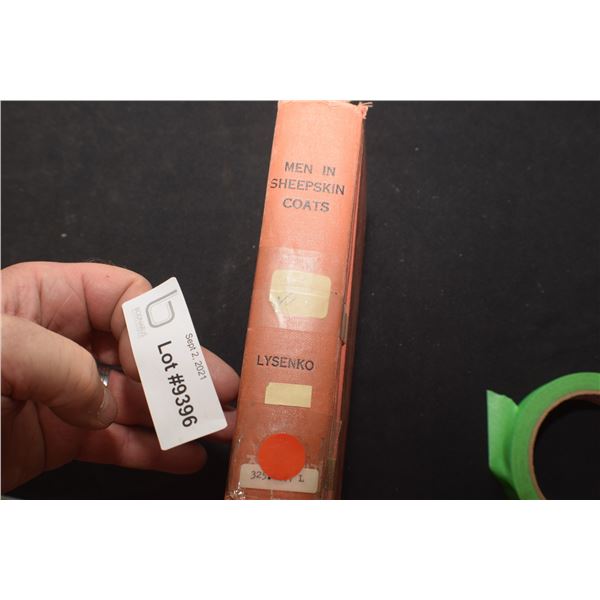 MEN IN
SHEEPSKIN
COATS
LYSENKO
L
Sept 2, 2021
Lot #9396